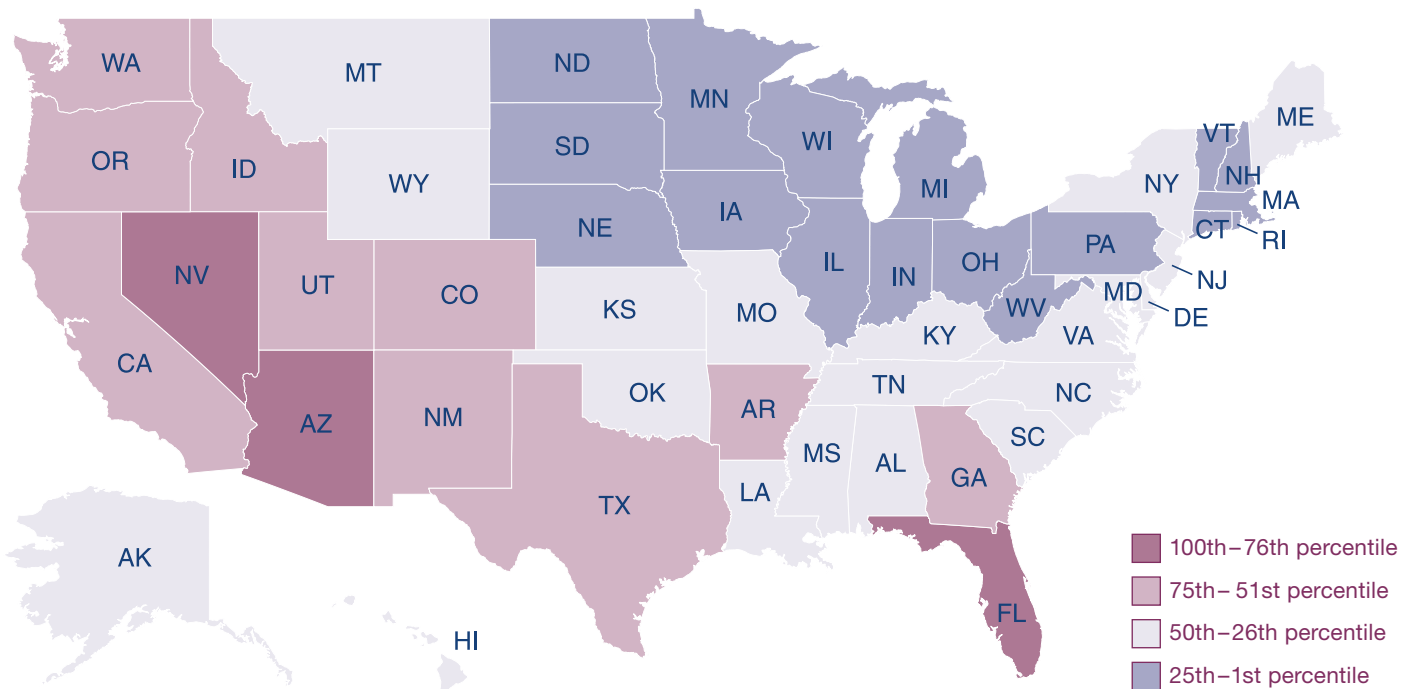 WA
MT
ND
MN
ME
VT
OR
ID
SD
WI
NH
WY
MI
NY
MA
IA
NE
CT
RI
PA
NV
IL
IN
OH
UT
CO
NJ
MD
WV
DE
KS
MO
KY
VA
CA
TN
OK
NC
AZ
NM
AR
SC
MS
AL
GA
LA
TX
AK
FL
HI
100th–76th percentile
75th–51st percentile
50th–26th percentile
25th–1st percentile